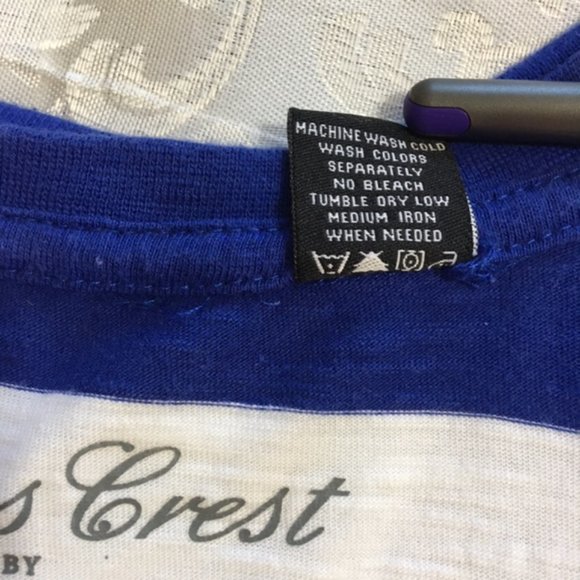 MACHINE WASH COLD
WASH COLORS
SEPARATELY
NO BLEACH
TUMBLE DRY LOW
MEDIUM IRON
WHEN NEEDED
s Crest
BY